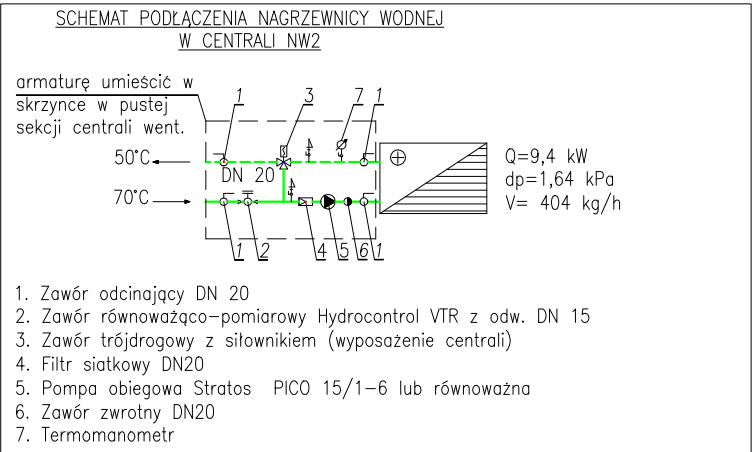 SCHEMAT PODŁĄCZENIA NAGRZEWNICY WODNEJ
W CENTRALI NW2
armaturę umieścić w
skrzynce w pustej
sekcji centrali went.
1 3 7 1
50°C
DN 20
70°C
1 2 4 5 6 1
Q=9,4 kW
dp=1,64 kPa
V= 404 kg/h
1. Zawór odcinający DN 20
2. Zawór równoważąco-pomiarowy Hydrocontrol VTR z odw. DN 15
3. Zawór trójdrogowy z siłownikiem (wyposażenie centrali)
4. Filtr siatkowy DN20
5. Pompa obiegowa Stratos PICO 15/1-6 lub równoważna
6. Zawór zwrotny DN20
7. Termomanometr